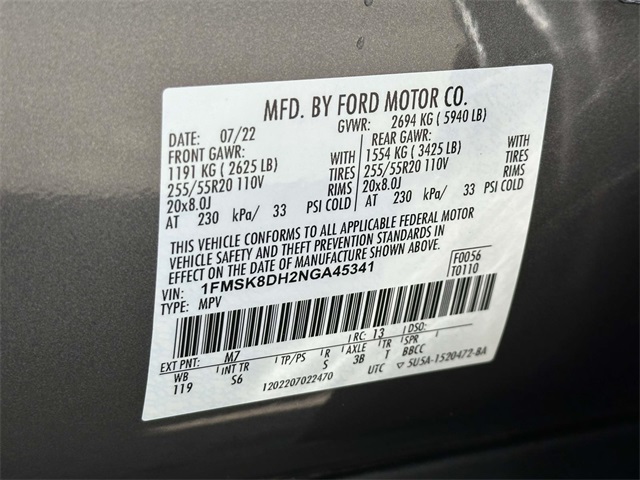 MFD. BY FORD MOTOR CO.
DATE: 07/22 GVWR: 2694 KG ( 5940 LB)
FRONT GAWR: REAR GAWR:
1191 KG ( 2625 LB) WITH 1554 KG ( 3425 LB) WITH
255/55R20 110V TIRES 255/55R20 110V TIRES
20x8.0J RIMS 20x8.0J RIMS
AT 230 kPa/ 33 PSI COLD AT 230 kPa/ 33 PSI COLD
THIS VEHICLE CONFORMS TO ALL APPLICABLE FEDERAL MOTOR
VEHICLE SAFETY AND THEFT PREVENTION STANDARDS IN
EFFECT ON THE DATE OF MANUFACTURE SHOWN ABOVE.
VIN: 1FMSK8DH2NGA45341 F0056
TYPE: MPV T0110
EXT PNT: M7 RC: 13 DSO:
WB INT TR TP/PS R AXLE TR SPR
119 S6 S 3B T BBCC
1202207022470 UTC ▽ 5U5A-1520472-BA